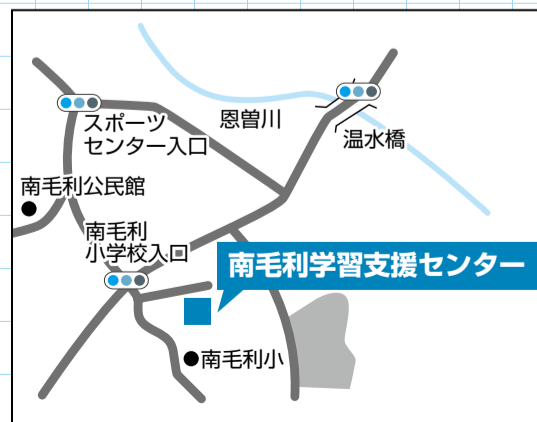 恩曽川
温水橋
スポーツ
センター入口
南毛利公民館
南毛利
小学校入口
南毛利学習支援センター
南毛利小